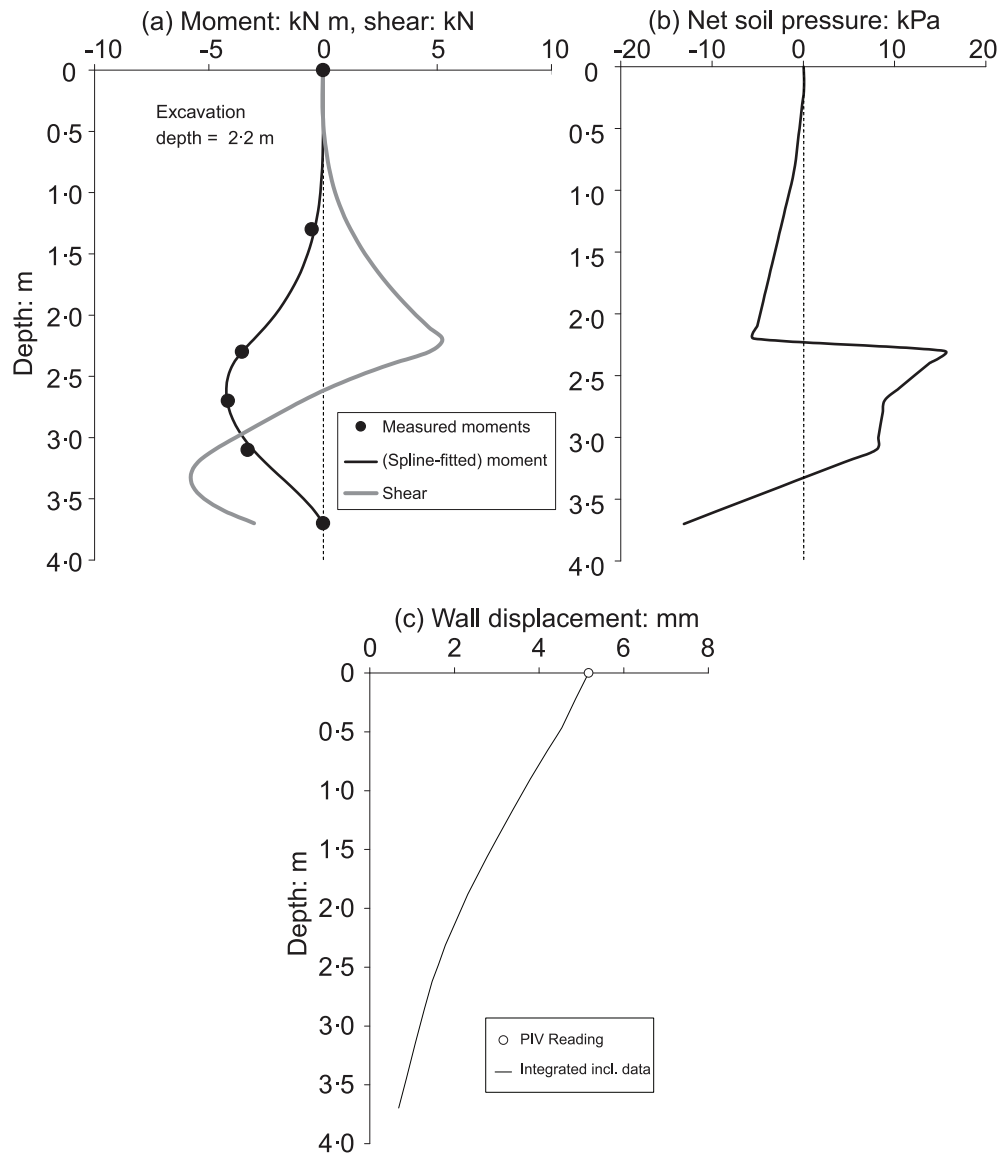 (a) Moment: kN m, shear: kN
-10 -5 0 5 10
0
0·5
1·0
1·5
2·0
2·5
3·0
3·5
4·0
Depth: m
Excavation
depth = 2·2 m
Measured moments
(Spline-fitted) moment
Shear
(b) Net soil pressure: kPa
-20 -10 0 10 20
0
0·5
1·0
1·5
2·0
2·5
3·0
3·5
4·0
(c) Wall displacement: mm
0 2 4 6 8
0
0·5
1·0
1·5
2·0
2·5
3·0
3·5
4·0
Depth: m
PIV Reading
Integrated incl. data